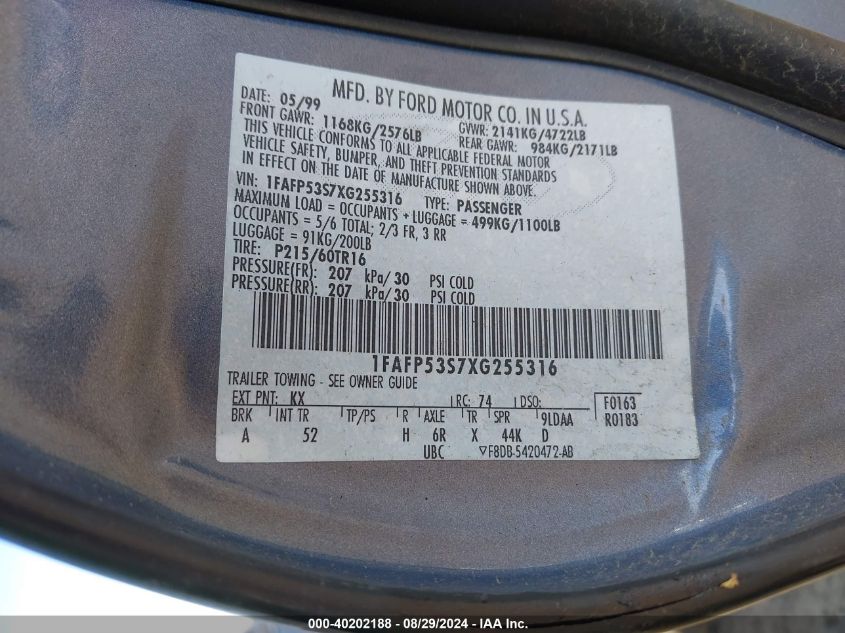 MFD. BY FORD MOTOR CO. IN U.S.A.
DATE: 05/99 GVWR: 2141KG/4722LB
FRONT GAWR: 1168KG/2576LB REAR GAWR: 984KG/2171LB
THIS VEHICLE CONFORMS TO ALL APPLICABLE FEDERAL MOTOR
VEHICLE SAFETY, BUMPER, AND THEFT PREVENTION STANDARDS
IN EFFECT ON THE DATE OF MANUFACTURE SHOWN ABOVE.
VIN: 1FAFP53S7XG255316 TYPE: PASSENGER
MAXIMUM LOAD = OCCUPANTS + LUGGAGE = 499KG/1100LB
OCCUPANTS = 5/6 TOTAL; 2/3 FR, 3 RR
LUGGAGE = 91KG/200LB
TIRE: P215/60TR16
PRESSURE(FR): 207 kPa/30 PSI COLD
PRESSURE(RR): 207 kPa/30 PSI COLD
1FAFP53S7XG255316
TRAILER TOWING - SEE OWNER GUIDE
EXT PNT: KX RC: 74 DSO: F0163
BRK INT TR TP/PS R AXLE TR SPR 9LDAA R0183
A 52 H 6R X 44K D
UBC ▽F8DB-5420472-AB
000-40202188 - 08/29/2024 - IAA Inc.